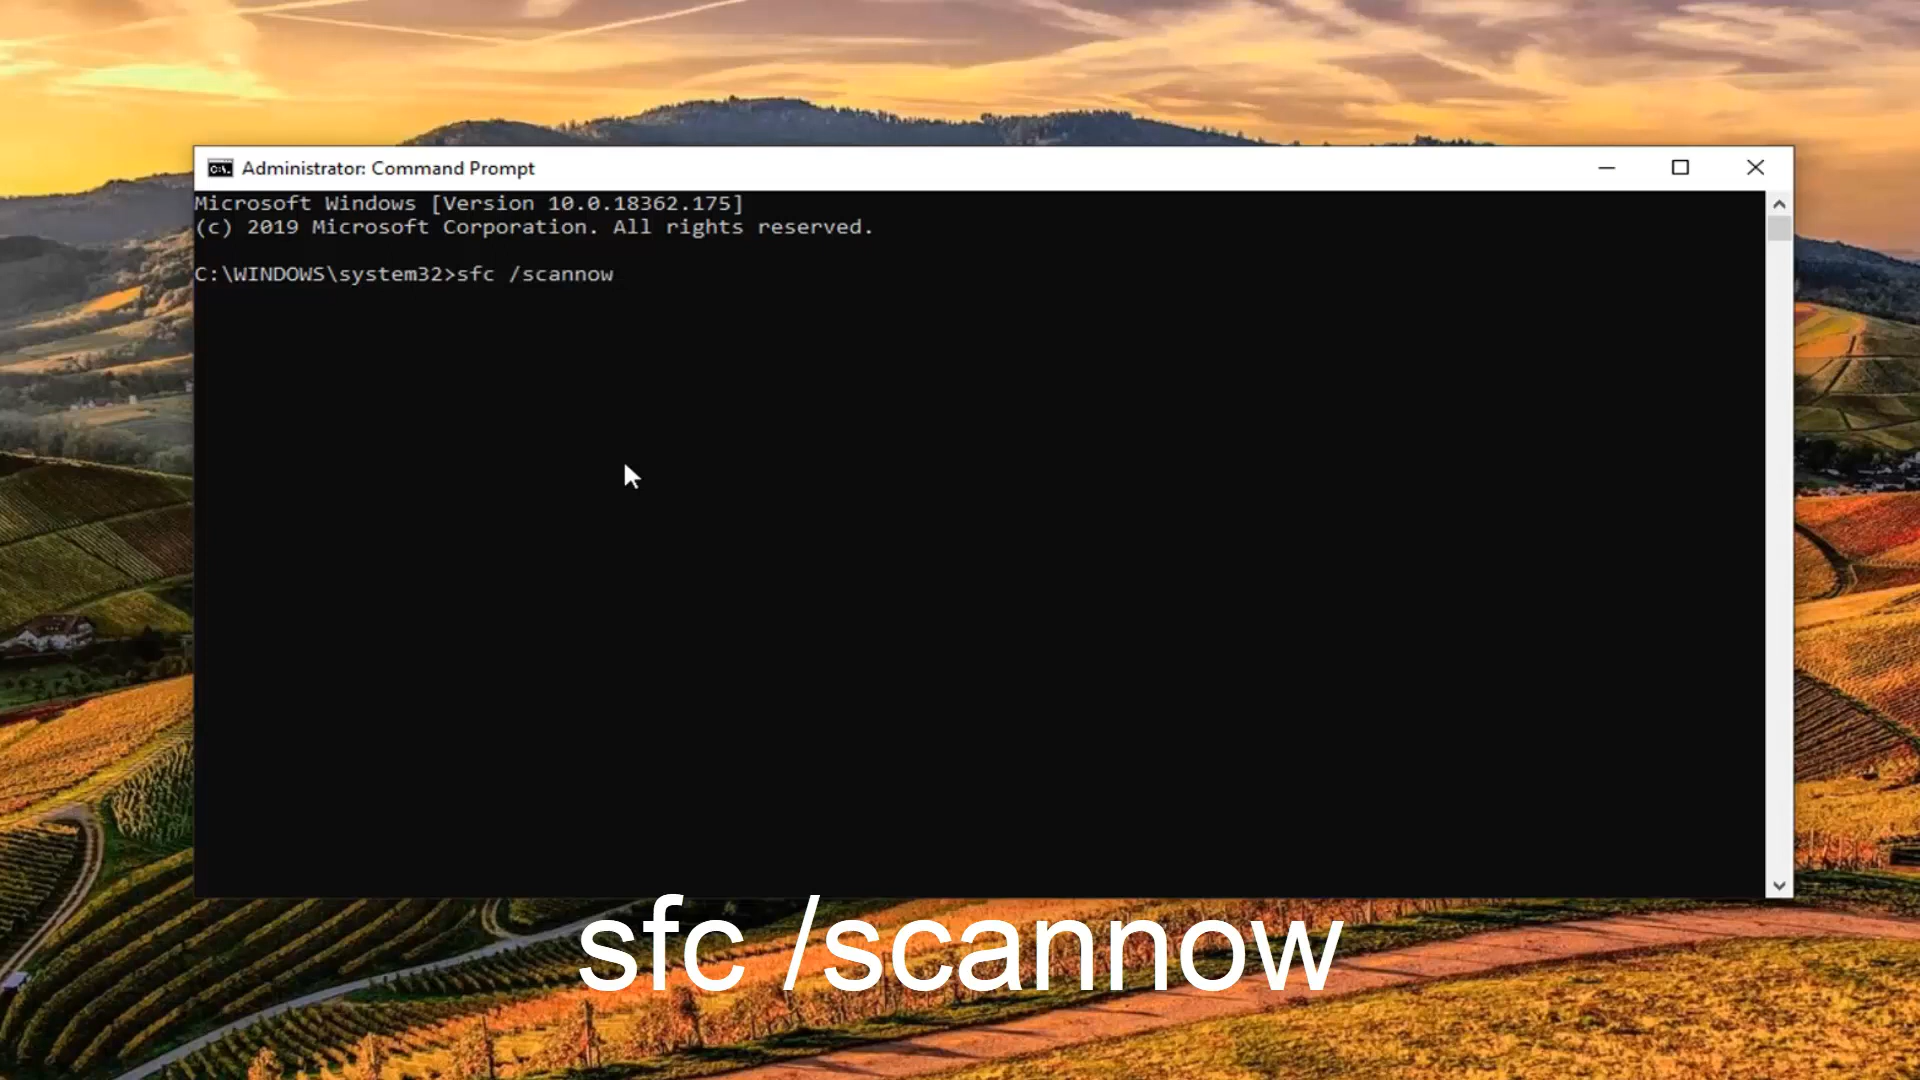 Administrator: Command Prompt
Microsoft Windows [Version 10.0.18362.175]
(c) 2019 Microsoft Corporation. All rights reserved.
C:\WINDOWS\system32>sfc /scannow
sfc /scannow